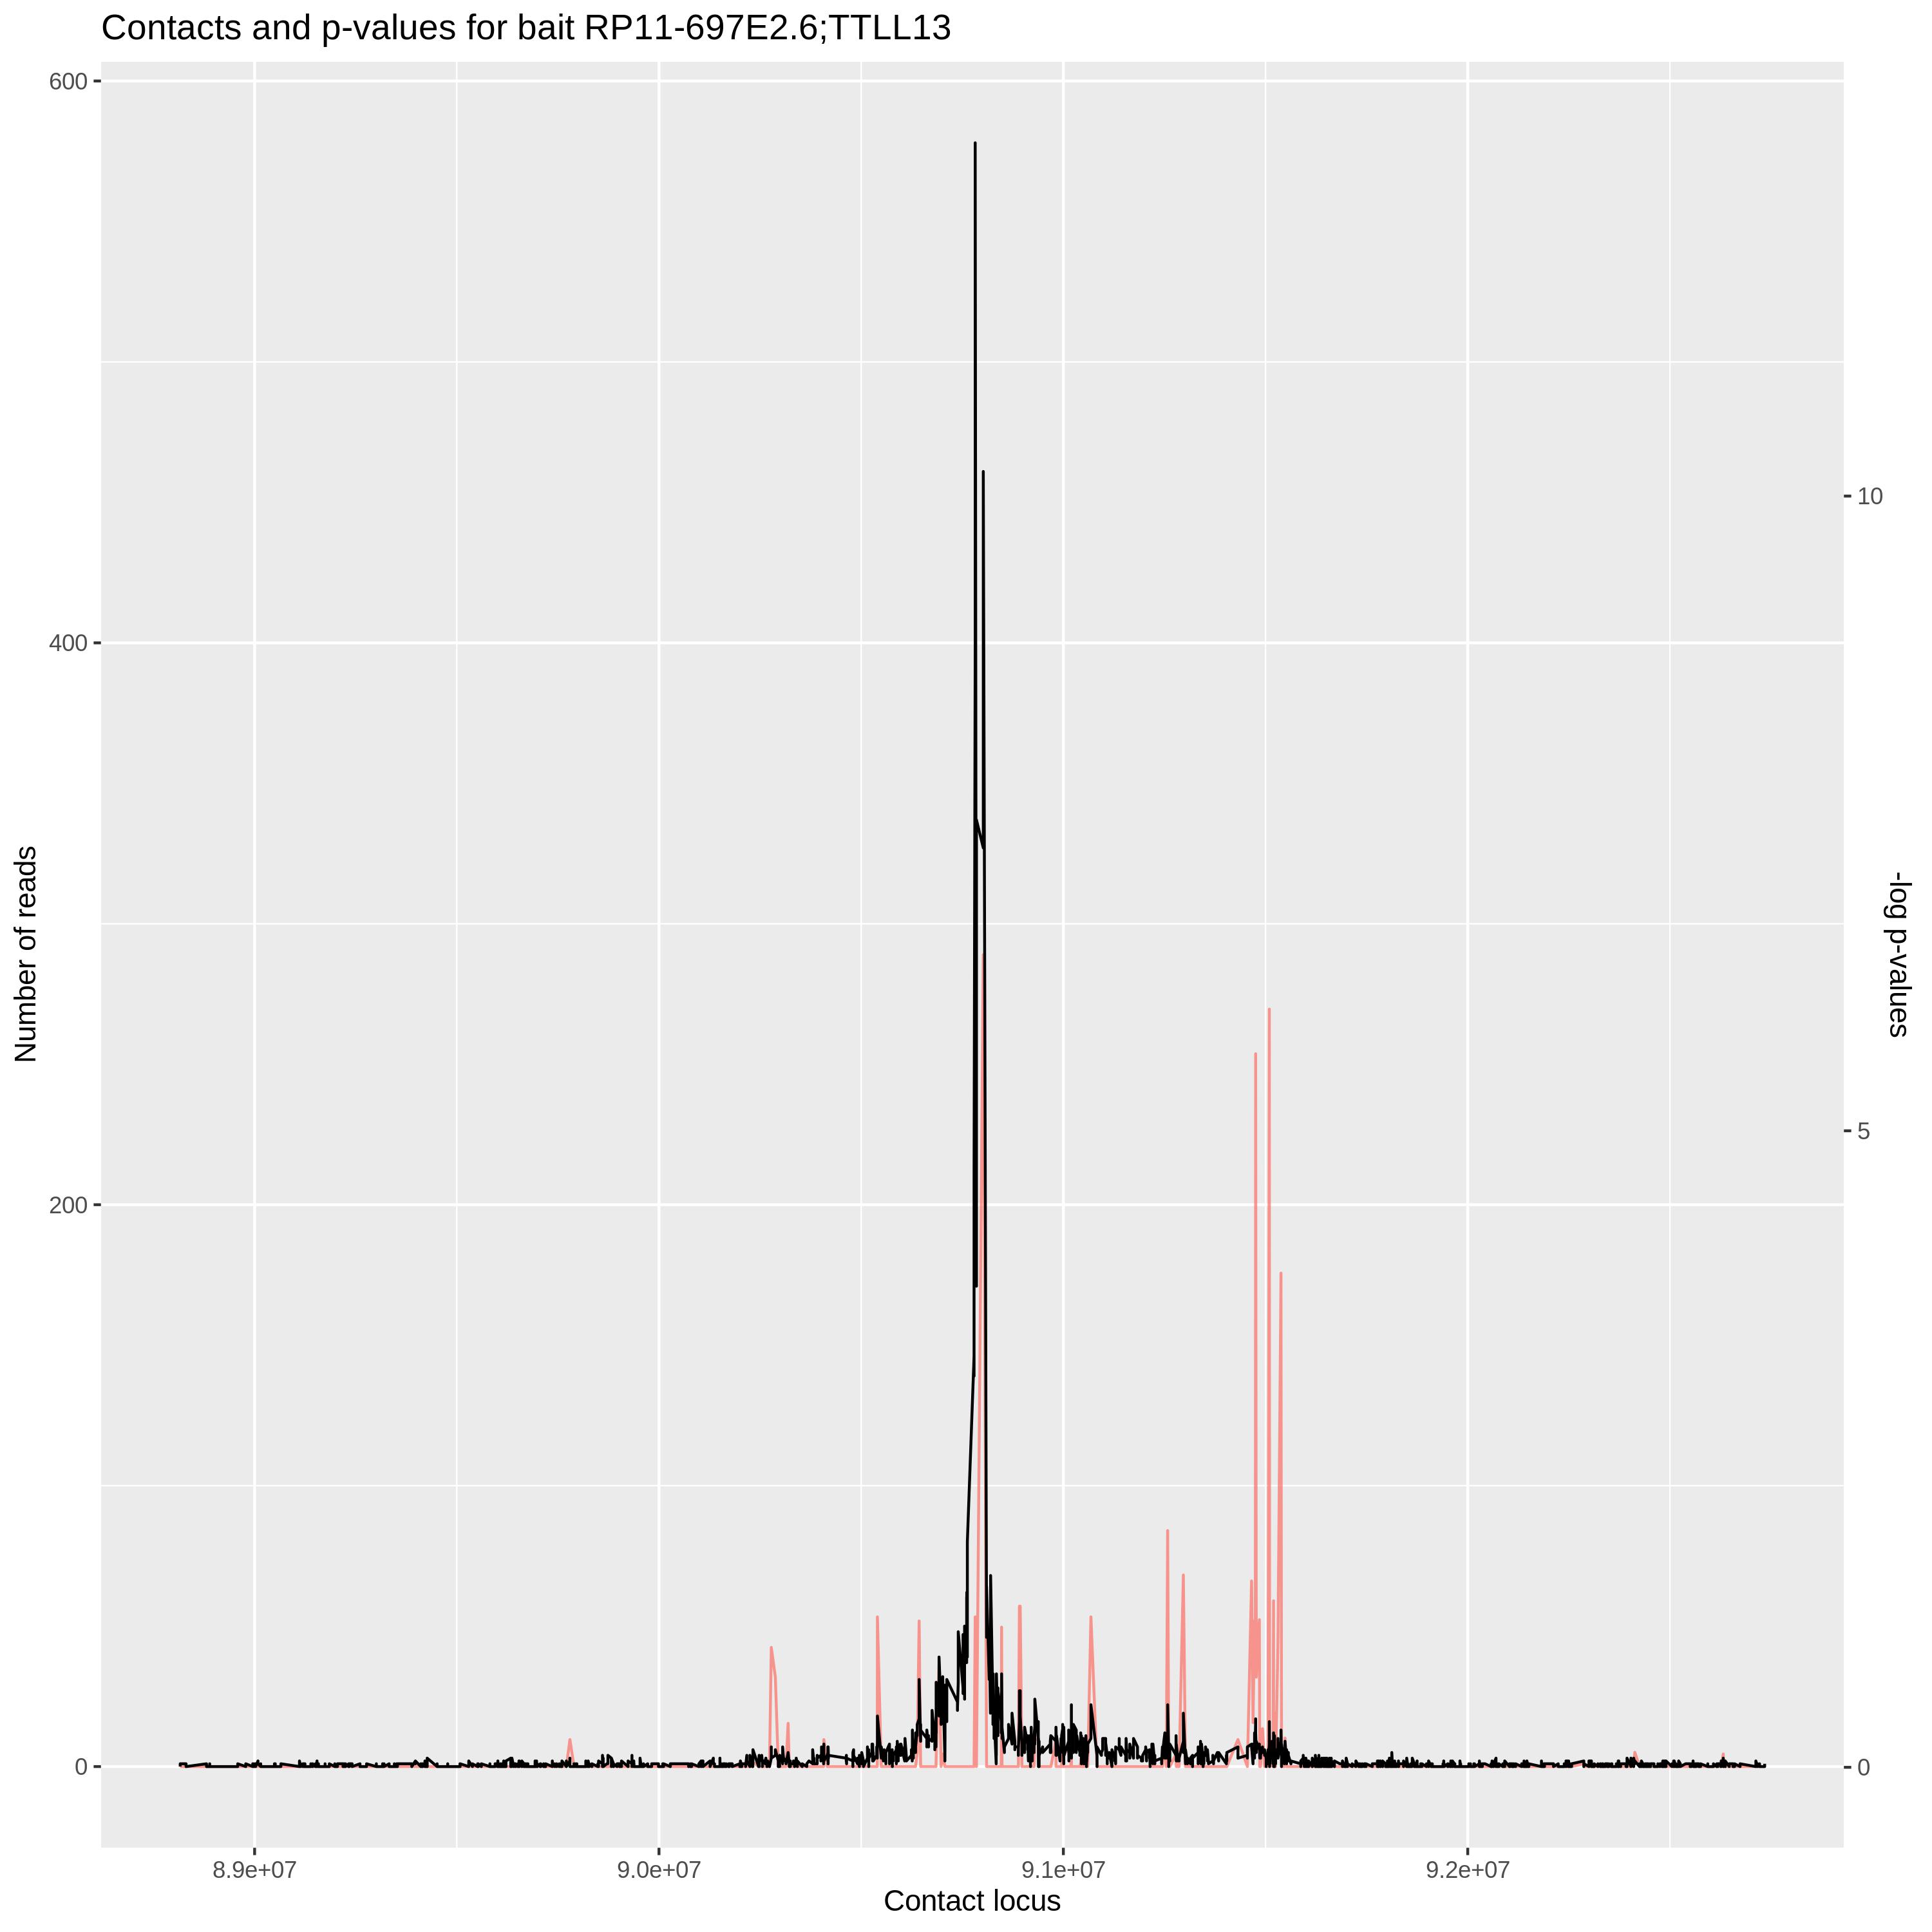 Contacts and p-values for bait RP11-697E2.6;TTLL13
600
400
200
0
Number of reads
10
5
0
-log p-values
8.9e+07 9.0e+07 9.1e+07 9.2e+07
Contact locus